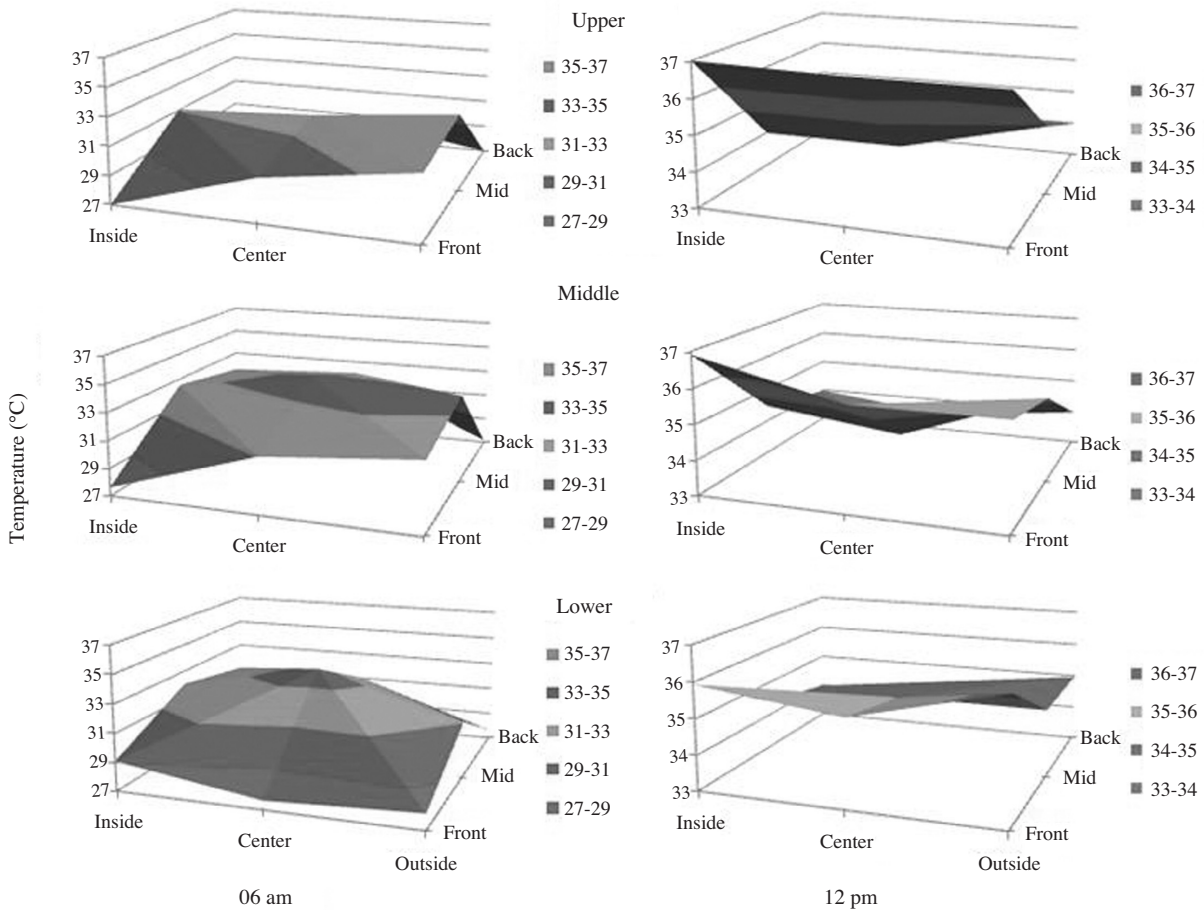 Upper
37
35
33
31
29
27
Inside
Center
Front
Mid
Back
35-37
33-35
31-33
29-31
27-29
37
36
35
34
33
Inside
Center
Front
Mid
Back
36-37
35-36
34-35
33-34
Temperature (°C)
Middle
37
35
33
31
29
27
Inside
Center
Front
Mid
Back
35-37
33-35
31-33
29-31
27-29
37
36
35
34
33
Inside
Center
Front
Mid
Back
36-37
35-36
34-35
33-34
Lower
37
35
33
31
29
27
Inside
Center
Outside
Front
Mid
Back
35-37
33-35
31-33
29-31
27-29
37
36
35
34
33
Inside
Center
Outside
Front
Mid
Back
36-37
35-36
34-35
33-34
06 am
12 pm